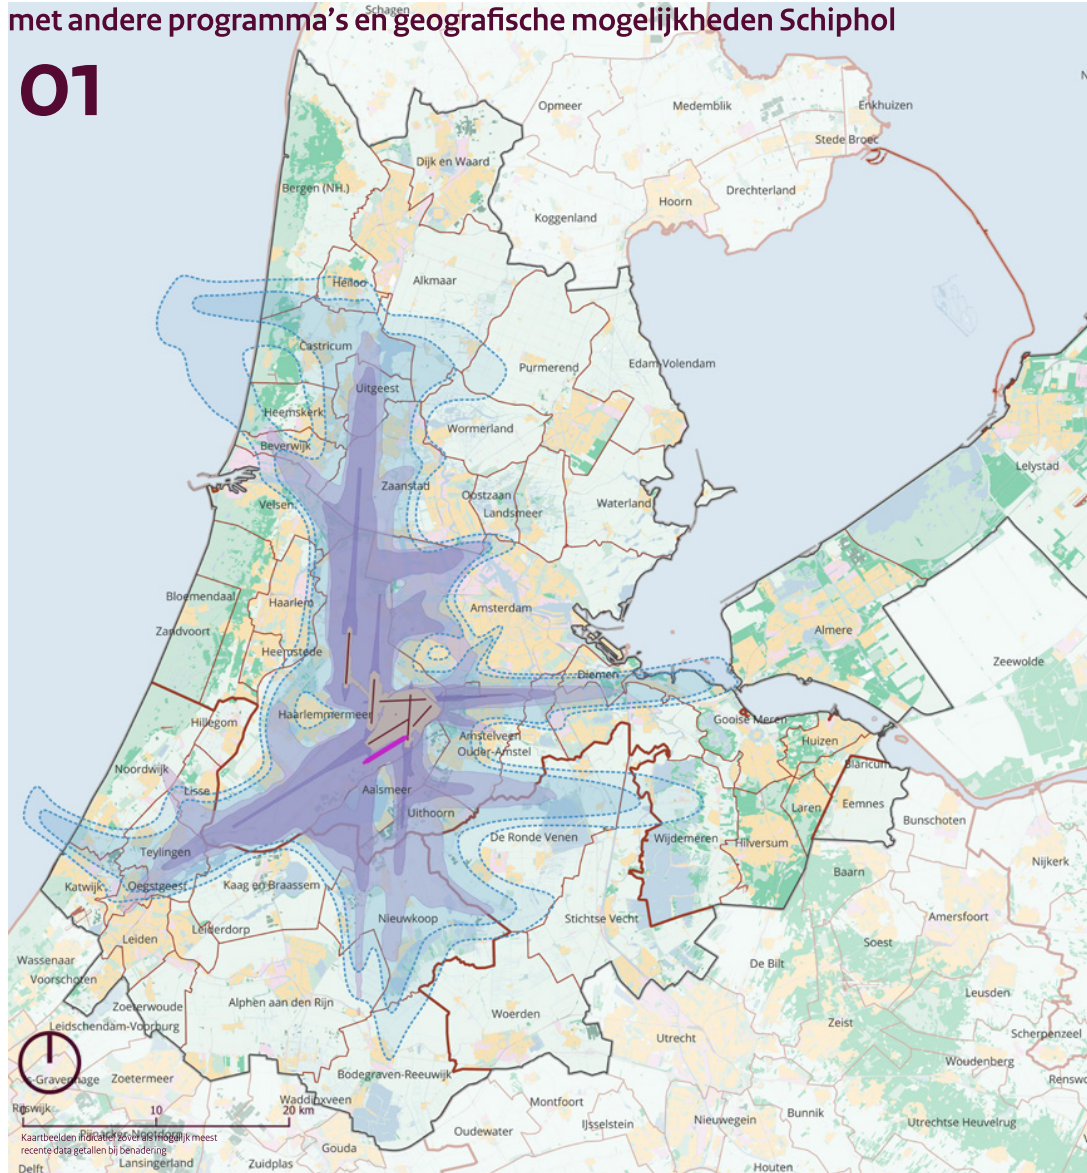 met andere programma's en geografische mogelijkheden Schiphol
Schagen
01
Opmeer
Medemblik
Enkhuizen
Stede Broec
Dijk en Waard
Bergen (NH.)
Drechterland
Hoorn
Koggenland
Heiloo
Alkmaar
Castricum
Purmerend
Edam-Volendam
Uitgeest
Heemskerk
Wormerland
Beverwijk
Lelystad
Zaanstad
Oostzaan
Velsen
Landsmeer
Waterland
Bloemendaal
Haarlem
Amsterdam
Zandvoort
Almere
Heemstede
Zeewolde
Diemen
Haarlemmermeer
Hillegom
Gooise Meren
Amstelveen
Huizen
Ouder-Amstel
Blaricum
Noordwijk
Lisse
Aalsmeer
Laren
Eemnes
Uithoorn
Bunschoten
De Ronde Venen
Wijdemeren
Hilversum
Teylingen
Nijkerk
Baarn
Katwijk
Oegstgeest
Kaag en Braassem
Nieuwkoop
Stichtse Vecht
Amersfoort
Leiderdorp
Leiden
Soest
Wassenaar
De Bilt
Voorschoten
Leusden
Alphen aan den Rijn
Zoeterwoude
Woerden
Leidschendam-Voorburg
Zeist
Scherpenzeel
Utrecht
Woudenberg
Bodegraven-Reeuwijk
's-Gravenhage
Zoetermeer
Waddinxveen
Montfoort
Rijswijk
0
10
20 km
Bunnik
Nieuwegein
IJsselstein
Utrechtse Heuvelrug
Oudewater
Pijnacker-Nootdorp
Kaartbeelden indicatief zover als mogelijk meest
recente data getallen bij benadering
Gouda
Lansingerland
Zuidplas
Delft
Houten